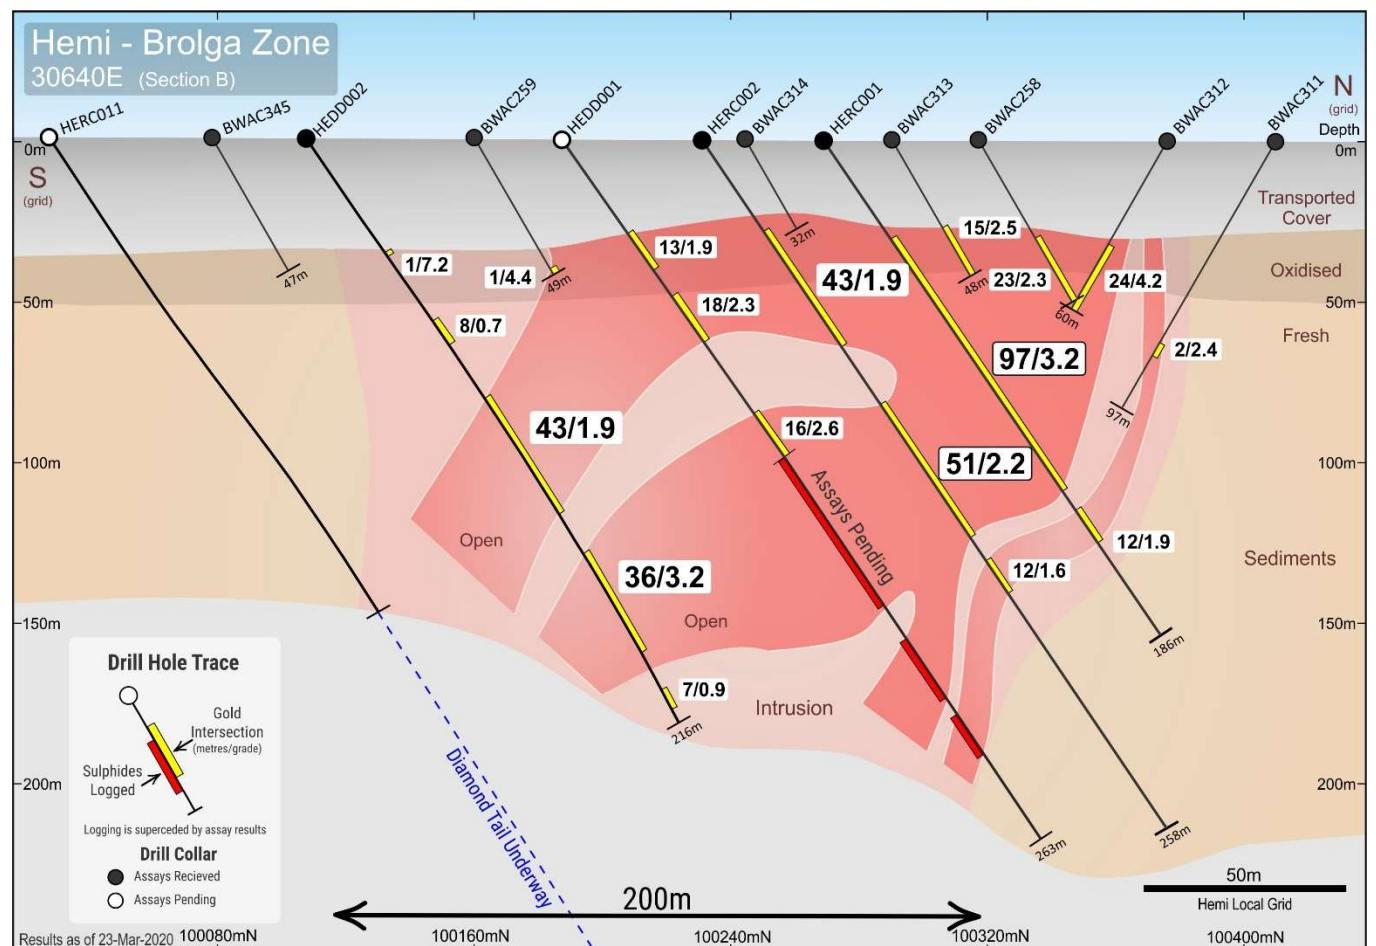 Hemi - Brolga Zone
30640E (Section B)
HERC011
BWAC345
HEDD002
BWAC259
HEDD001
HERC002
BWAC314
HERC001
BWAC313
BWAC258
BWAC312
BWAC311
N
(grid)
Depth
0m
0m
S
(grid)
Transported
Cover
Oxidised
Fresh
Sediments
50m
50m
100m
100m
150m
150m
200m
200m
47m
1/7.2
8/0.7
1/4.4
49m
13/1.9
18/2.3
32m
43/1.9
15/2.5
48m
23/2.3
60m
24/4.2
2/2.4
97m
97/3.2
43/1.9
16/2.6
51/2.2
Assays Pending
12/1.9
12/1.6
36/3.2
Open
Open
7/0.9
216m
Intrusion
186m
258m
263m
Diamond Tail Underway
Drill Hole Trace
Gold
Intersection
(metres/grade)
Sulphides
Logged
Logging is superceded by assay results
Drill Collar
Assays Recieved
Assays Pending
200m
50m
Hemi Local Grid
Results as of 23-Mar-2020
100080mN
100160mN
100240mN
100320mN
100400mN